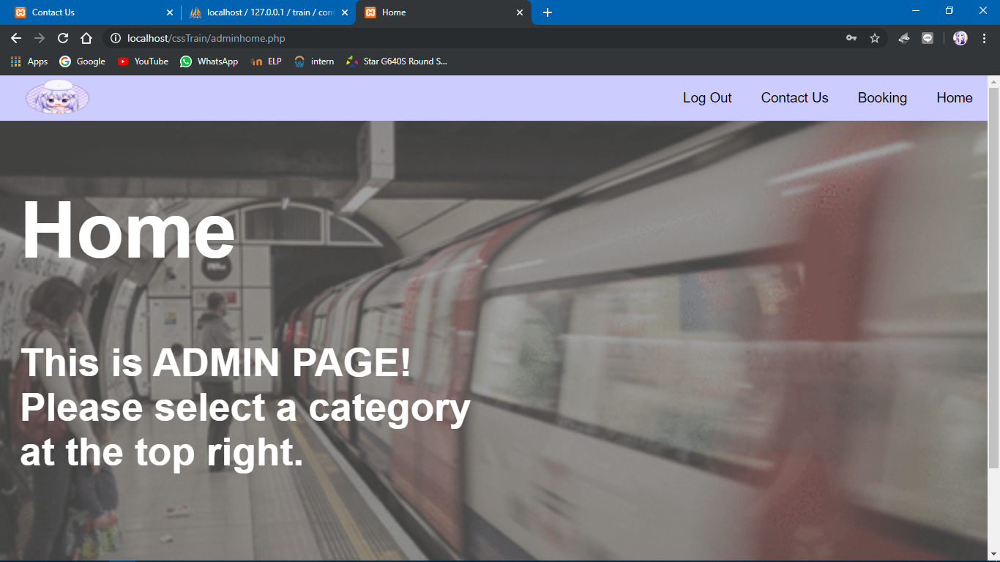 Contact Us
localhost / 127.0.0.1 / train / cont
Home
localhost/cssTrain/adminhome.php
Apps
Google
YouTube
WhatsApp
ELP
intern
Star G640S Round S...
Log Out
Contact Us
Booking
Home
Home
This is ADMIN PAGE!
Please select a category
at the top right.